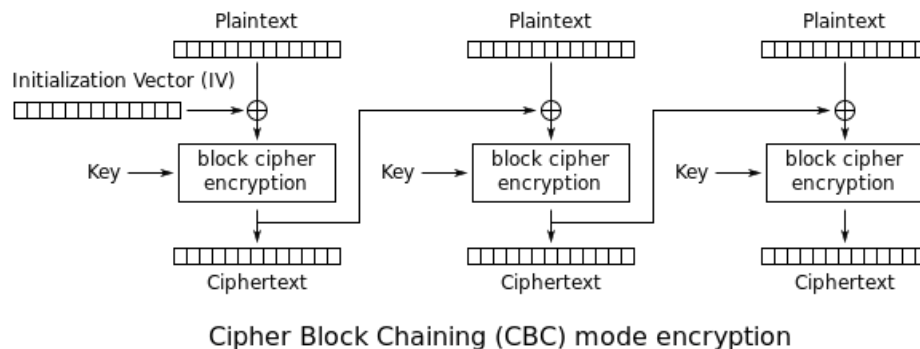 Plaintext
Plaintext
Plaintext
Initialization Vector (IV)
Key
block cipher
encryption
Key
block cipher
encryption
Key
block cipher
encryption
Ciphertext
Ciphertext
Ciphertext
Cipher Block Chaining (CBC) mode encryption